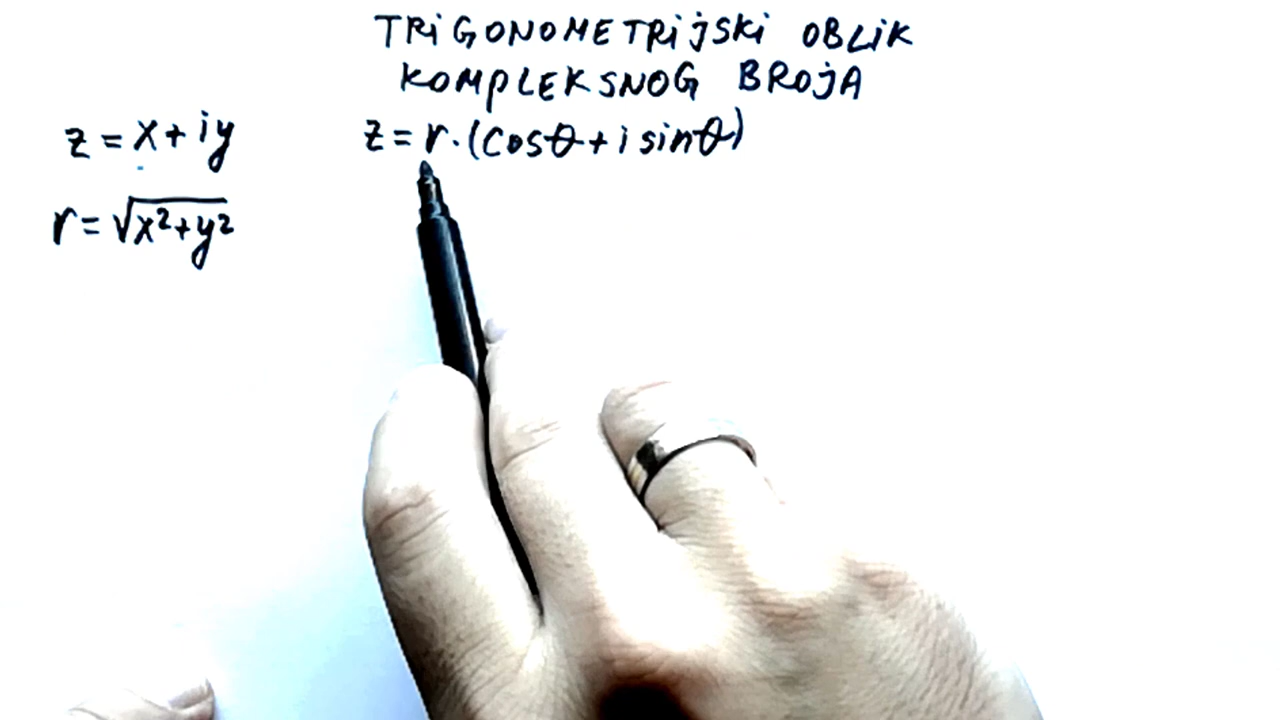 TRIGONOMETRIJSKI OBLIK
KOMPLEKSNOG BROJA
z = x + iy
z = r · (cosθ + i sinθ)
r = √x² + y²